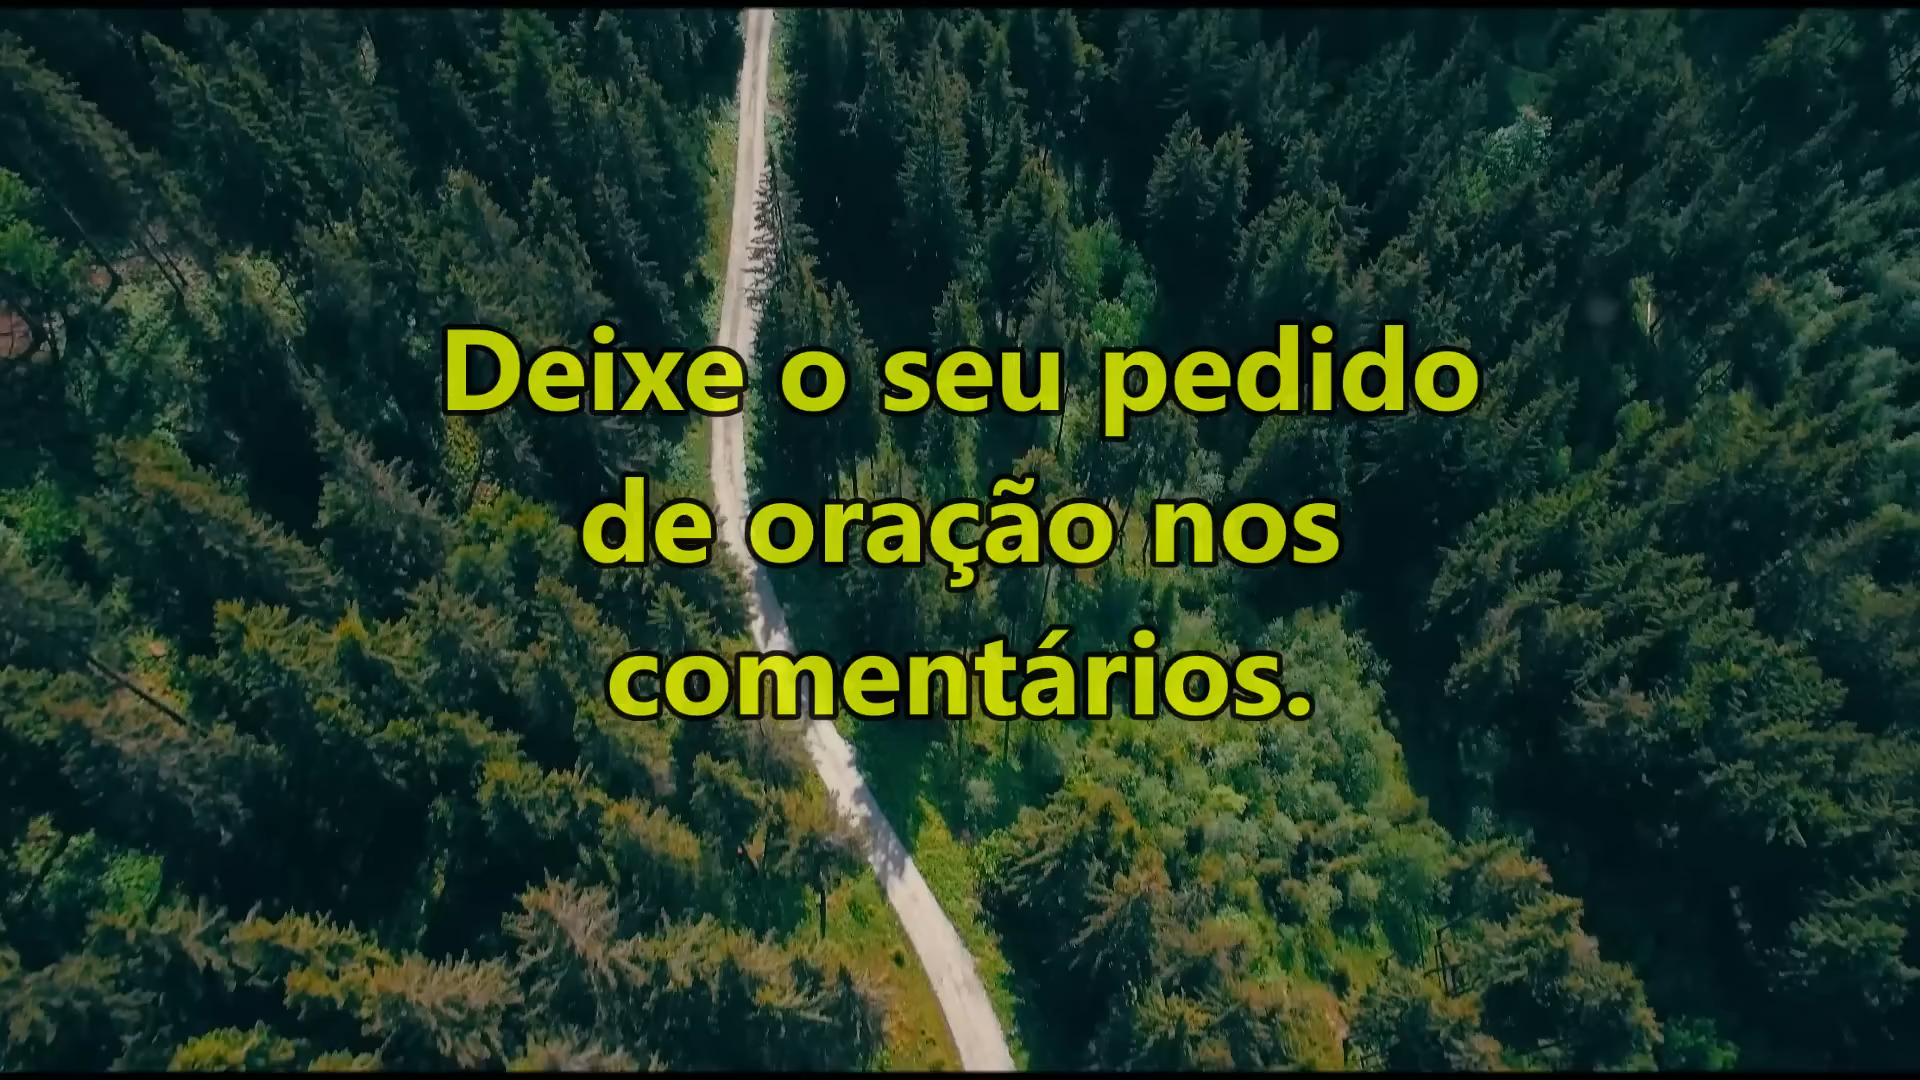 Deixe o seu pedido
de oração nos
comentários.